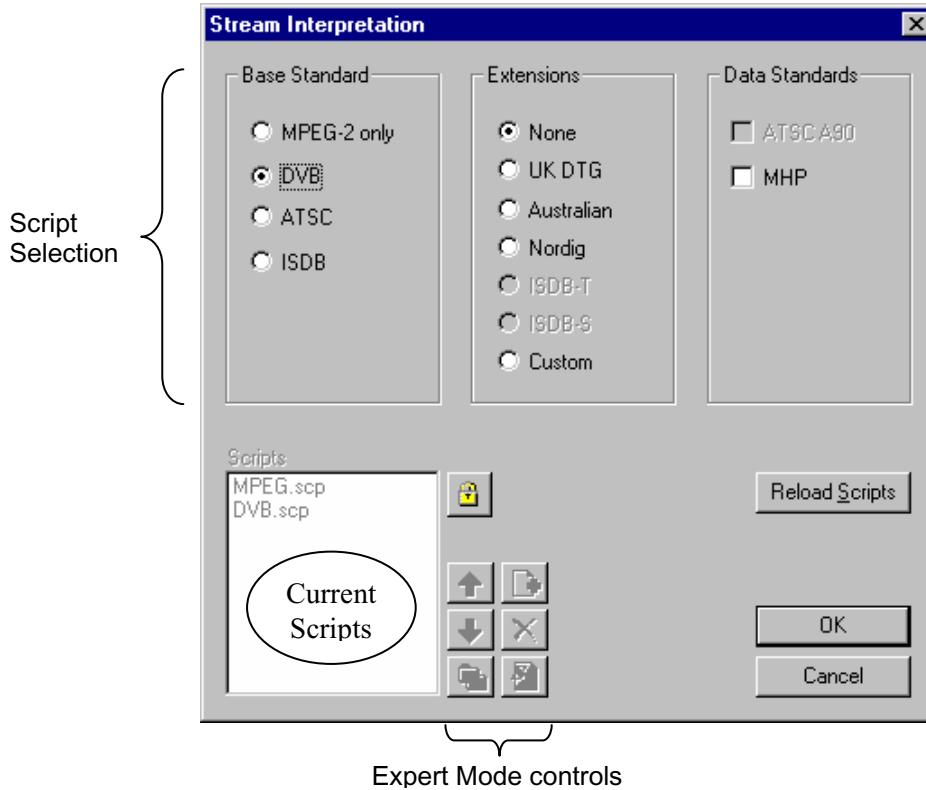 Stream Interpretation
Script
Selection
Base Standard
MPEG-2 only
DVB
ATSC
ISDB
Extensions
None
UK DTG
Australian
Nordig
ISDB-T
ISDB-S
Custom
Data Standards
ATSC A90
MHP
Scripts
MPEG.scp
DVB.scp
Current
Scripts
Reload Scripts
OK
Cancel
Expert Mode controls